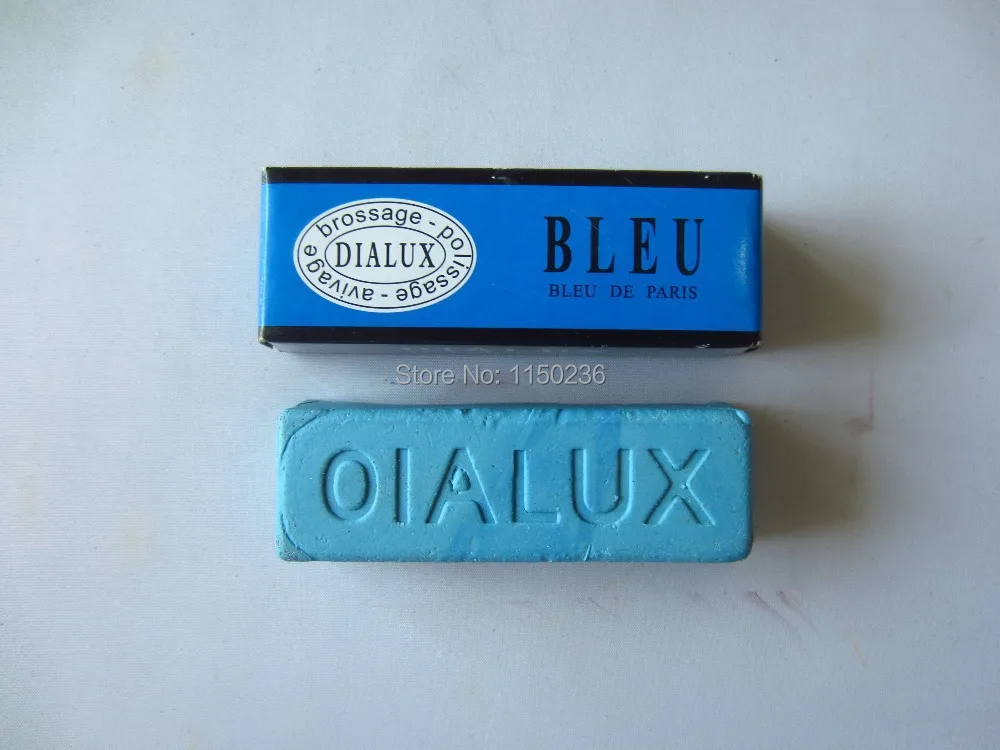 brossage - polissage - avivage
DIALUX
BLEU
BLEU DE PARIS
Store No: 1150236
OIALUX